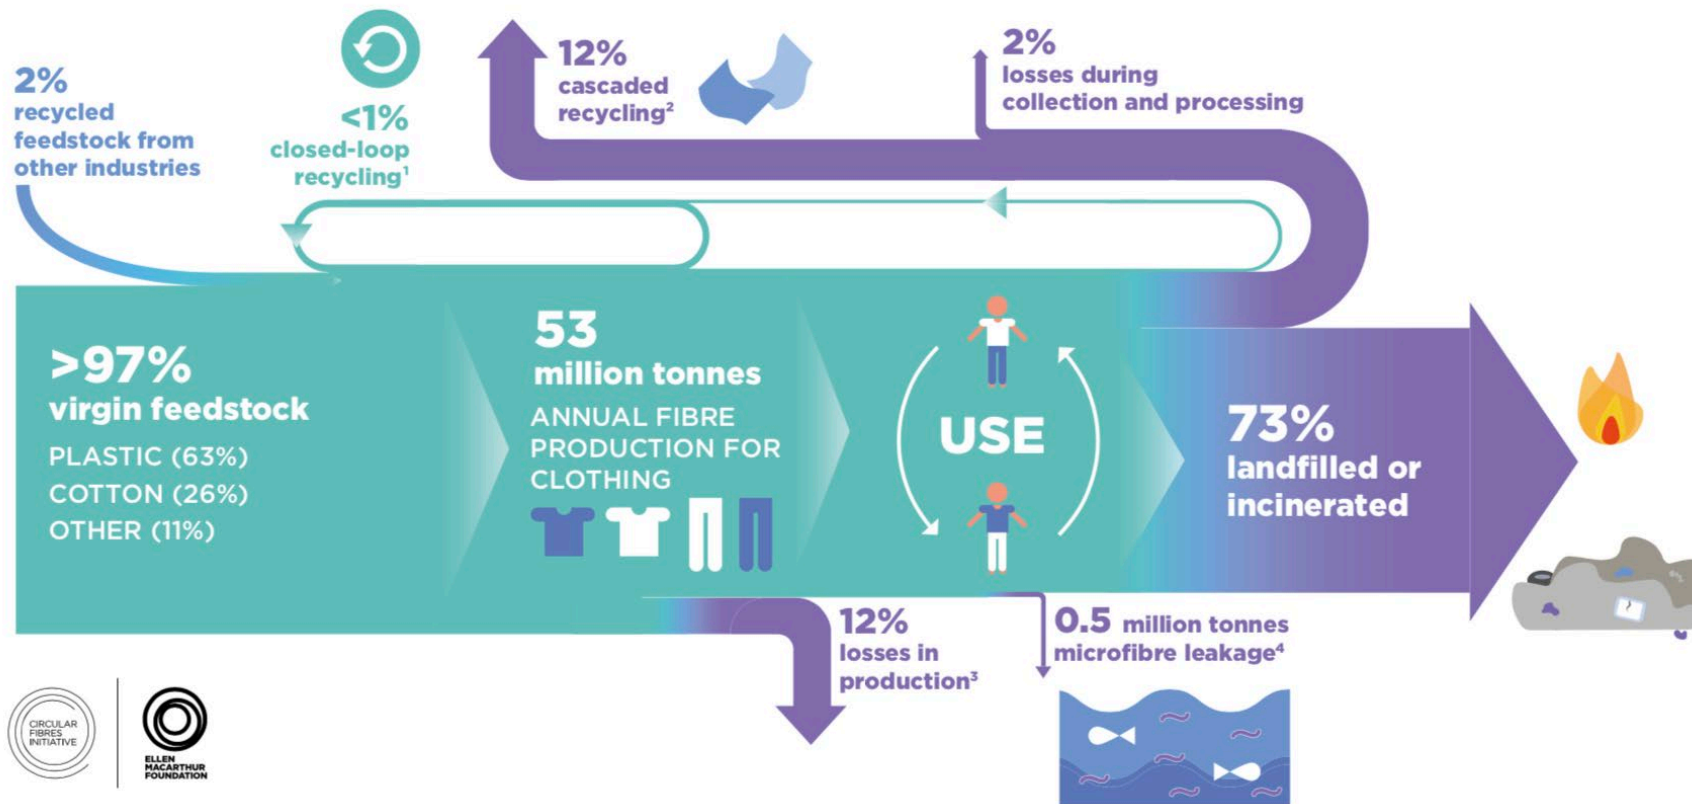 2%
recycled
feedstock from
other industries
<1%
closed-loop
recycling¹
12%
cascaded
recycling²
2%
losses during
collection and processing
>97%
virgin feedstock
PLASTIC (63%)
COTTON (26%)
OTHER (11%)
53
million tonnes
ANNUAL FIBRE
PRODUCTION FOR
CLOTHING
USE
73%
landfilled or
incinerated
12%
losses in
production³
0.5 million tonnes
microfibre leakage⁴
CIRCULAR
FIBRES
INITIATIVE
ELLEN
MACARTHUR
FOUNDATION